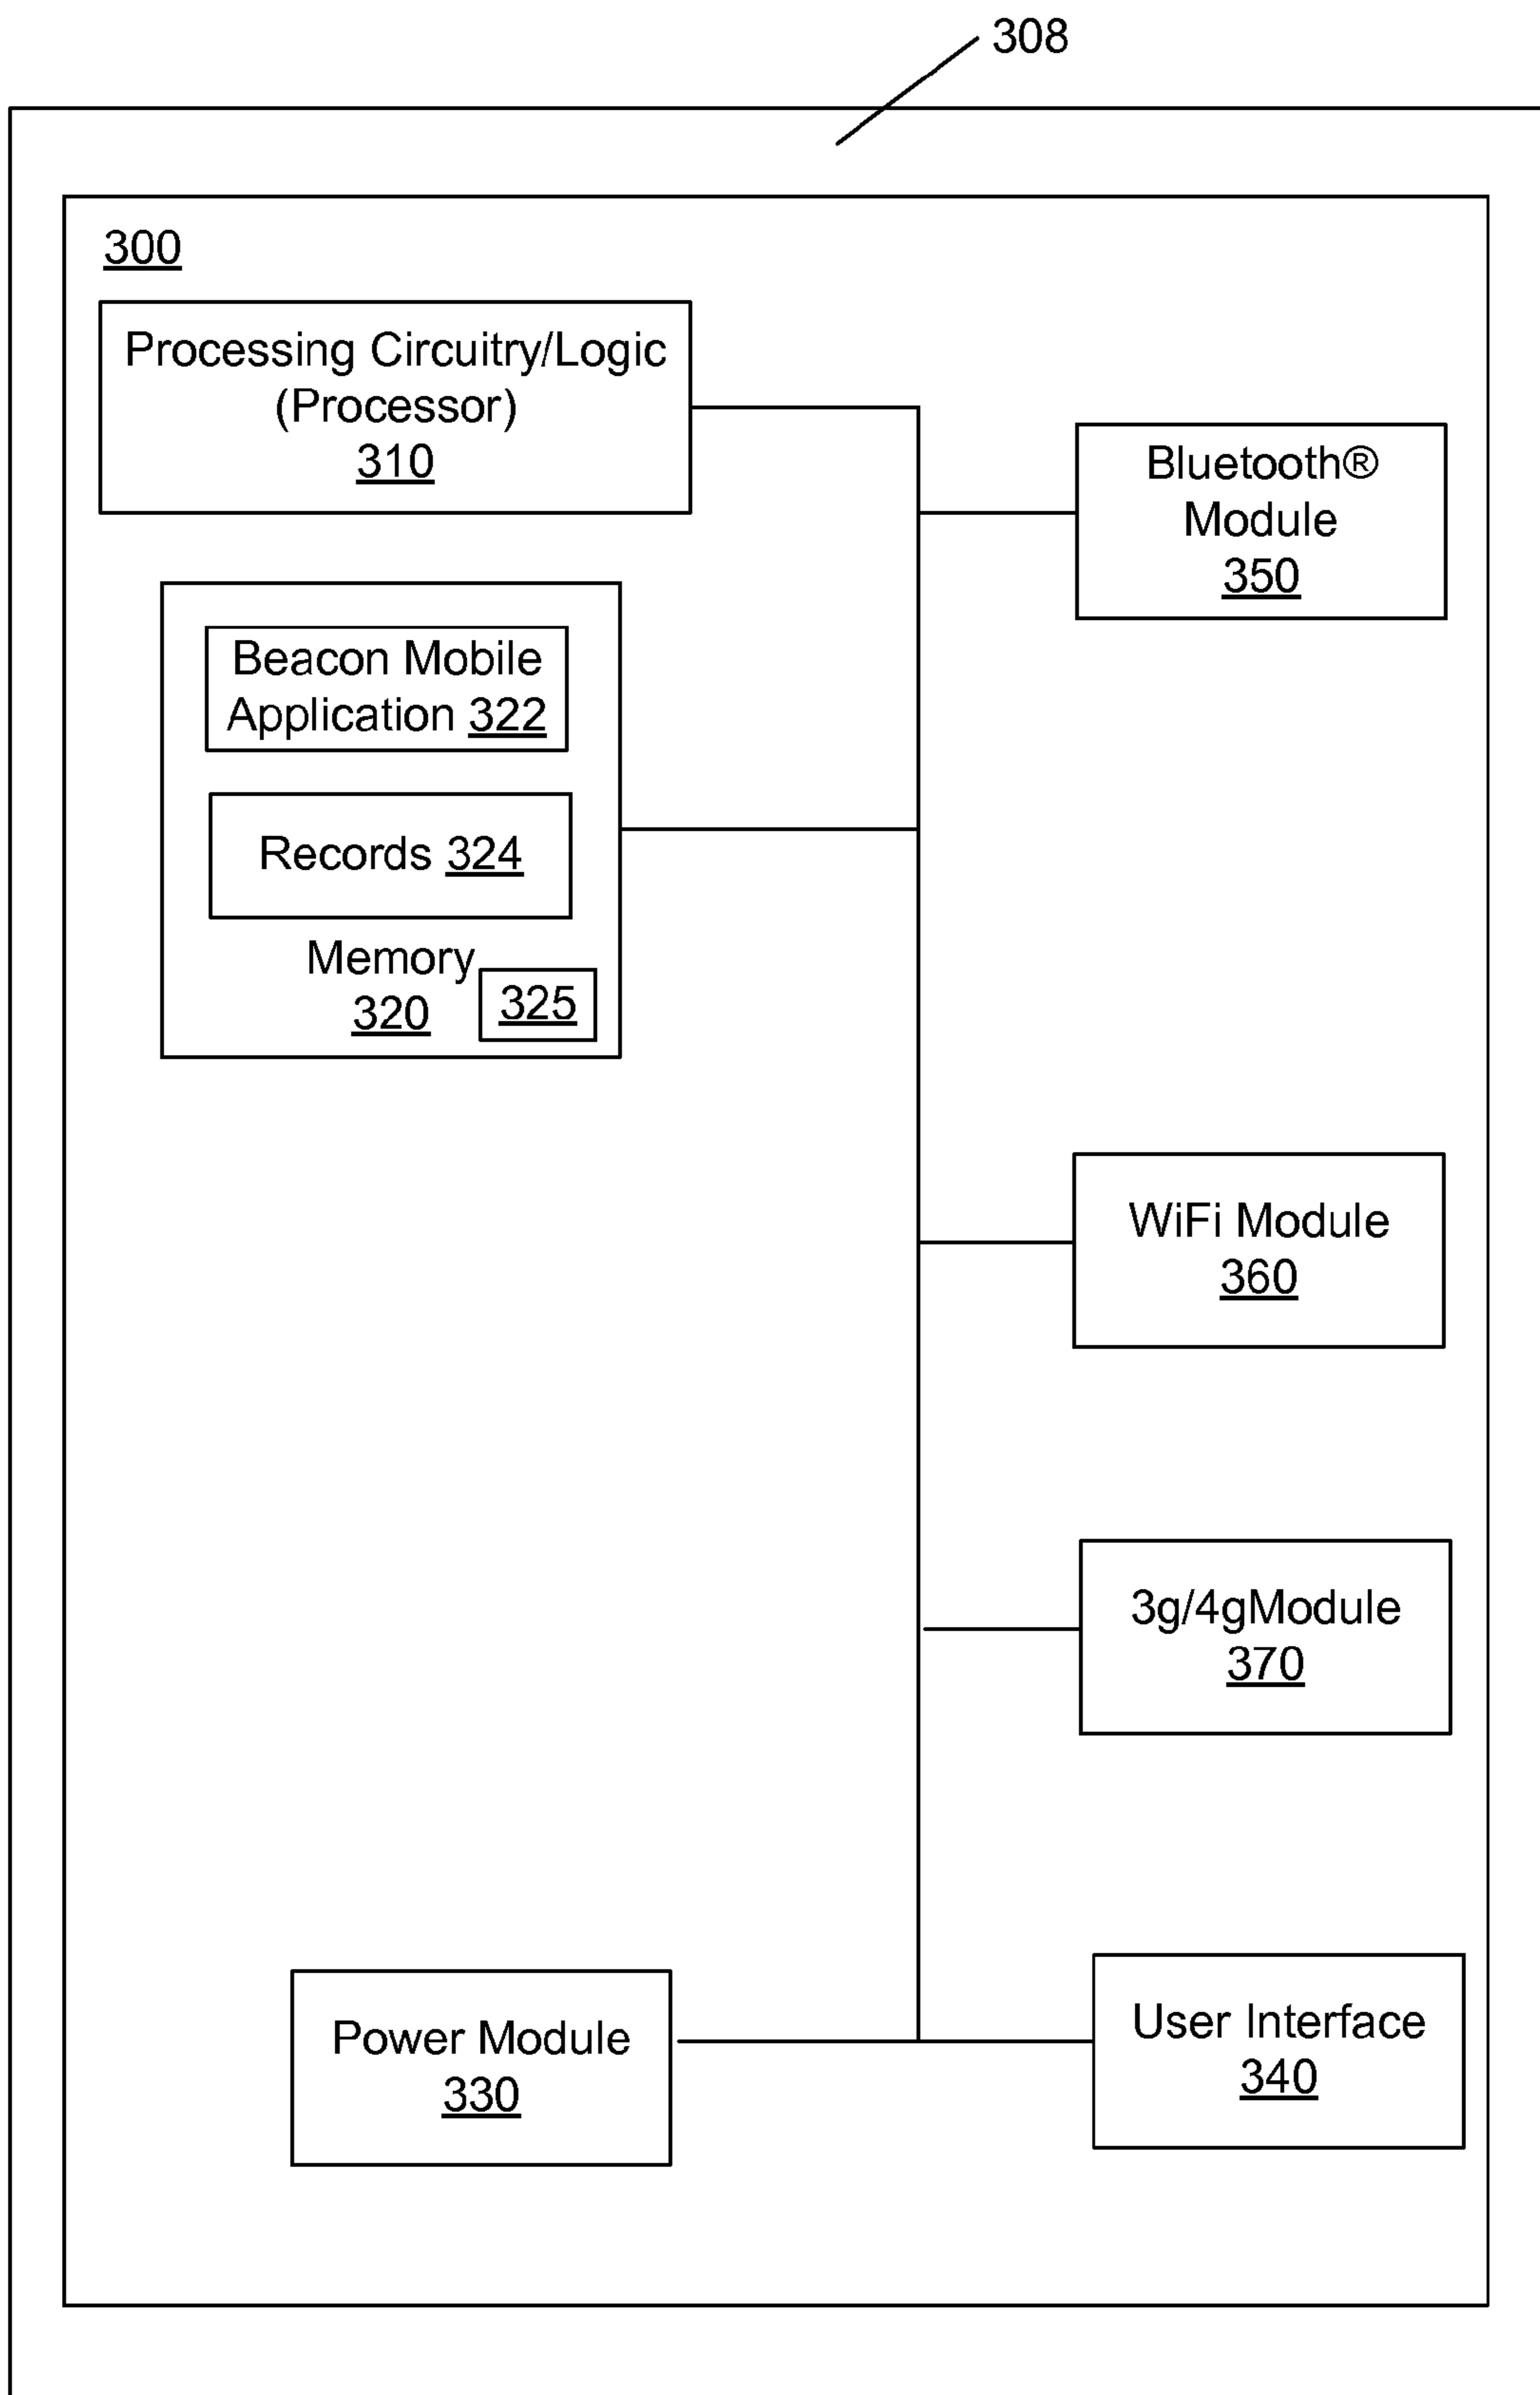 308
300
Processing Circuitry/Logic
(Processor)
310
Bluetooth®
Module
350
Beacon Mobile
Application 322
Records 324
Memory
320
325
WiFi Module
360
3g/4gModule
370
Power Module
330
User Interface
340